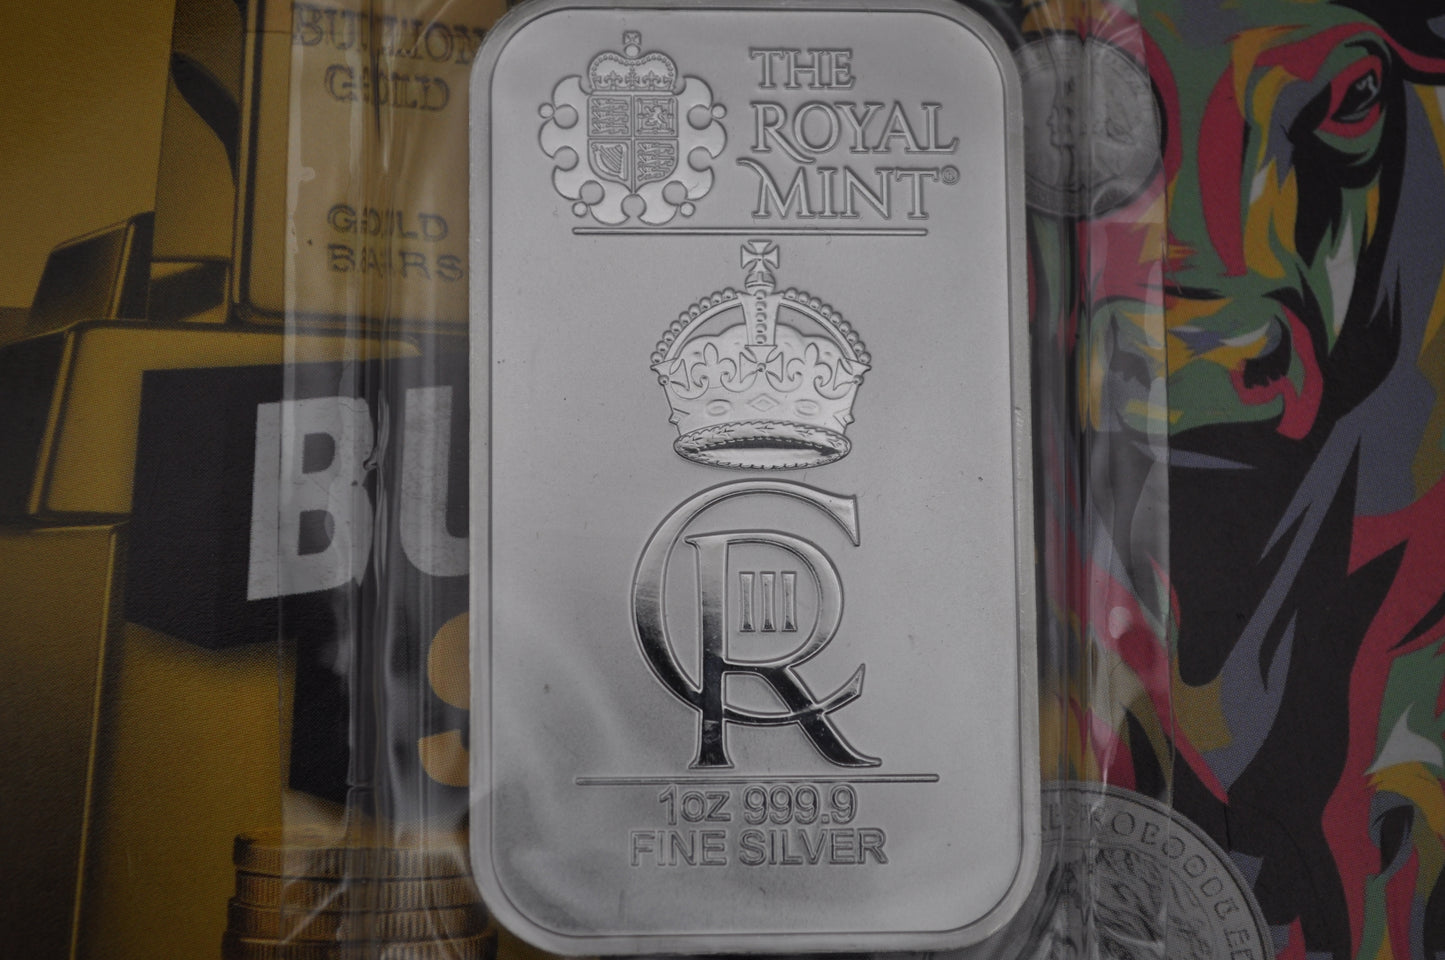 BULLION
GOLD
GOLD
BARS
BU
THE
ROYAL
MINT®
CR
III
1oz 999.9
FINE SILVER